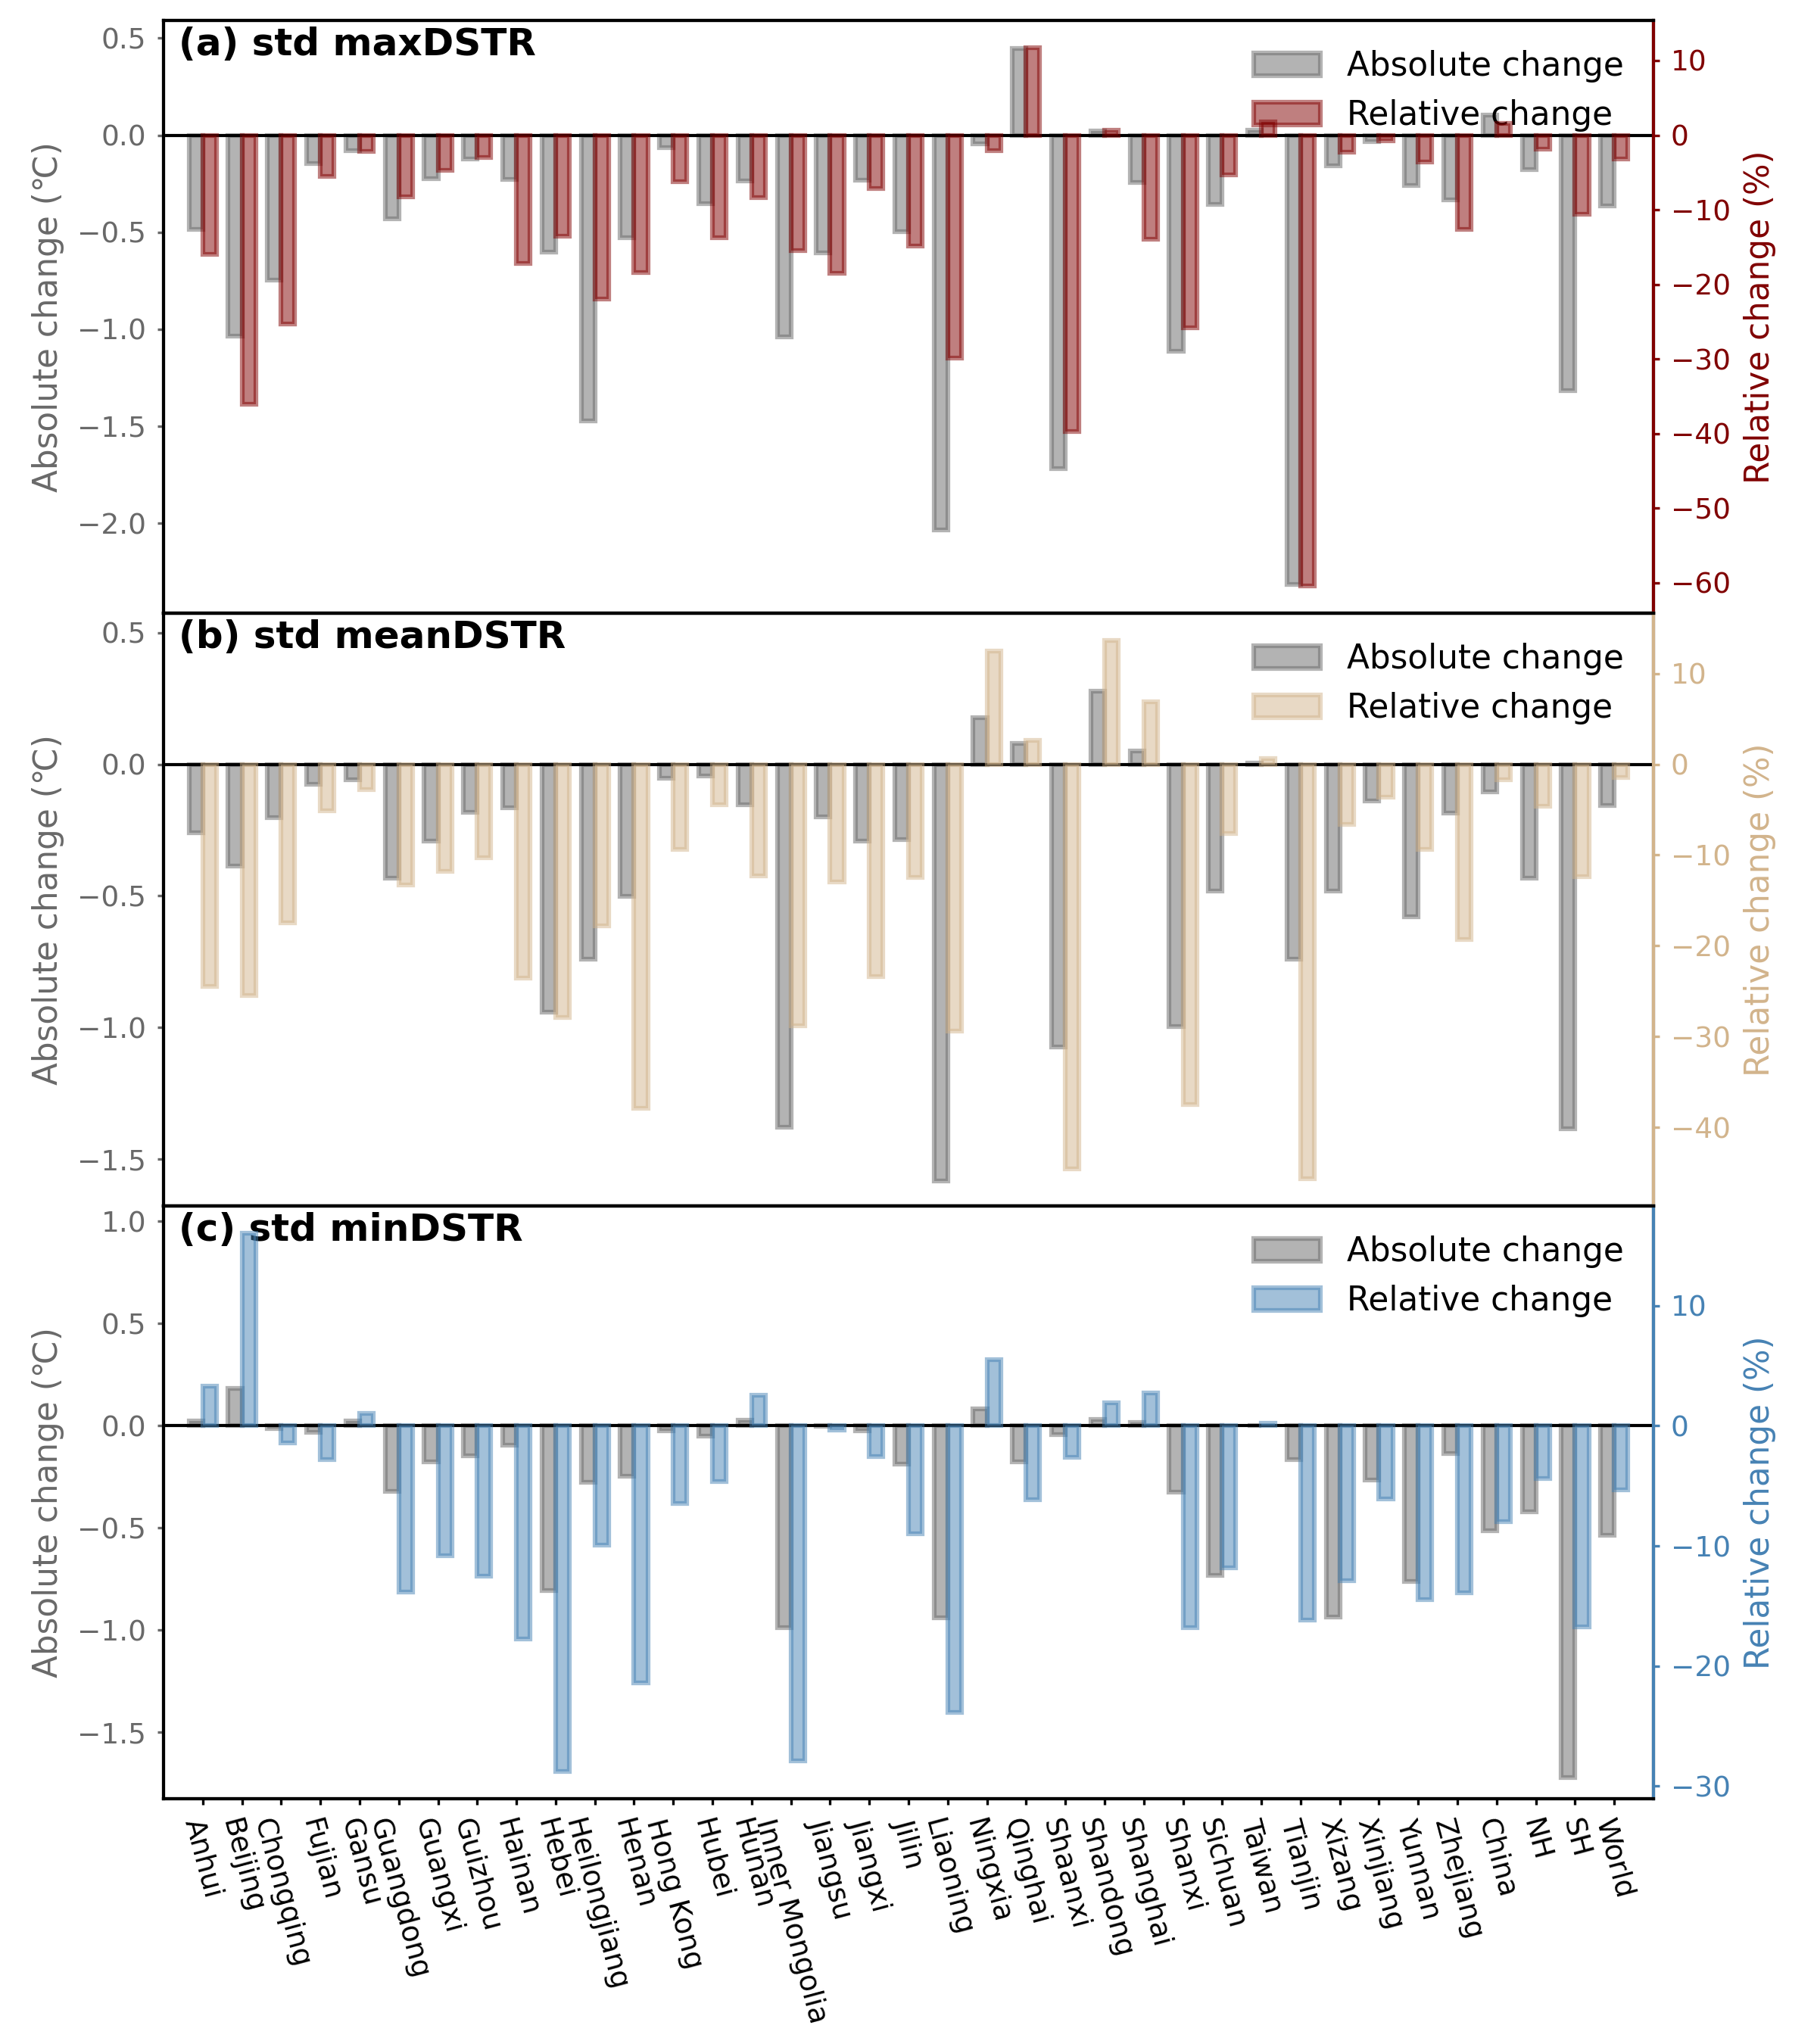 (a) std maxDSTR
Absolute change
Relative change
0.5
0.0
−0.5
−1.0
−1.5
−2.0
Absolute change (°C)
10
0
−10
−20
−30
−40
−50
−60
Relative change (%)
(b) std meanDSTR
Absolute change
Relative change
0.5
0.0
−0.5
−1.0
−1.5
Absolute change (°C)
10
0
−10
−20
−30
−40
Relative change (%)
(c) std minDSTR
Absolute change
Relative change
1.0
0.5
0.0
−0.5
−1.0
−1.5
Absolute change (°C)
10
0
−10
−20
−30
Relative change (%)
Anhui
Beijing
Chongqing
Fujian
Gansu
Guangdong
Guangxi
Guizhou
Hainan
Hebei
Heilongjiang
Henan
Hong Kong
Hubei
Hunan
Inner Mongolia
Jiangsu
Jiangxi
Jilin
Liaoning
Ningxia
Qinghai
Shaanxi
Shandong
Shanghai
Shanxi
Sichuan
Taiwan
Tianjin
Xizang
Xinjiang
Yunnan
Zhejiang
China
NH
SH
World